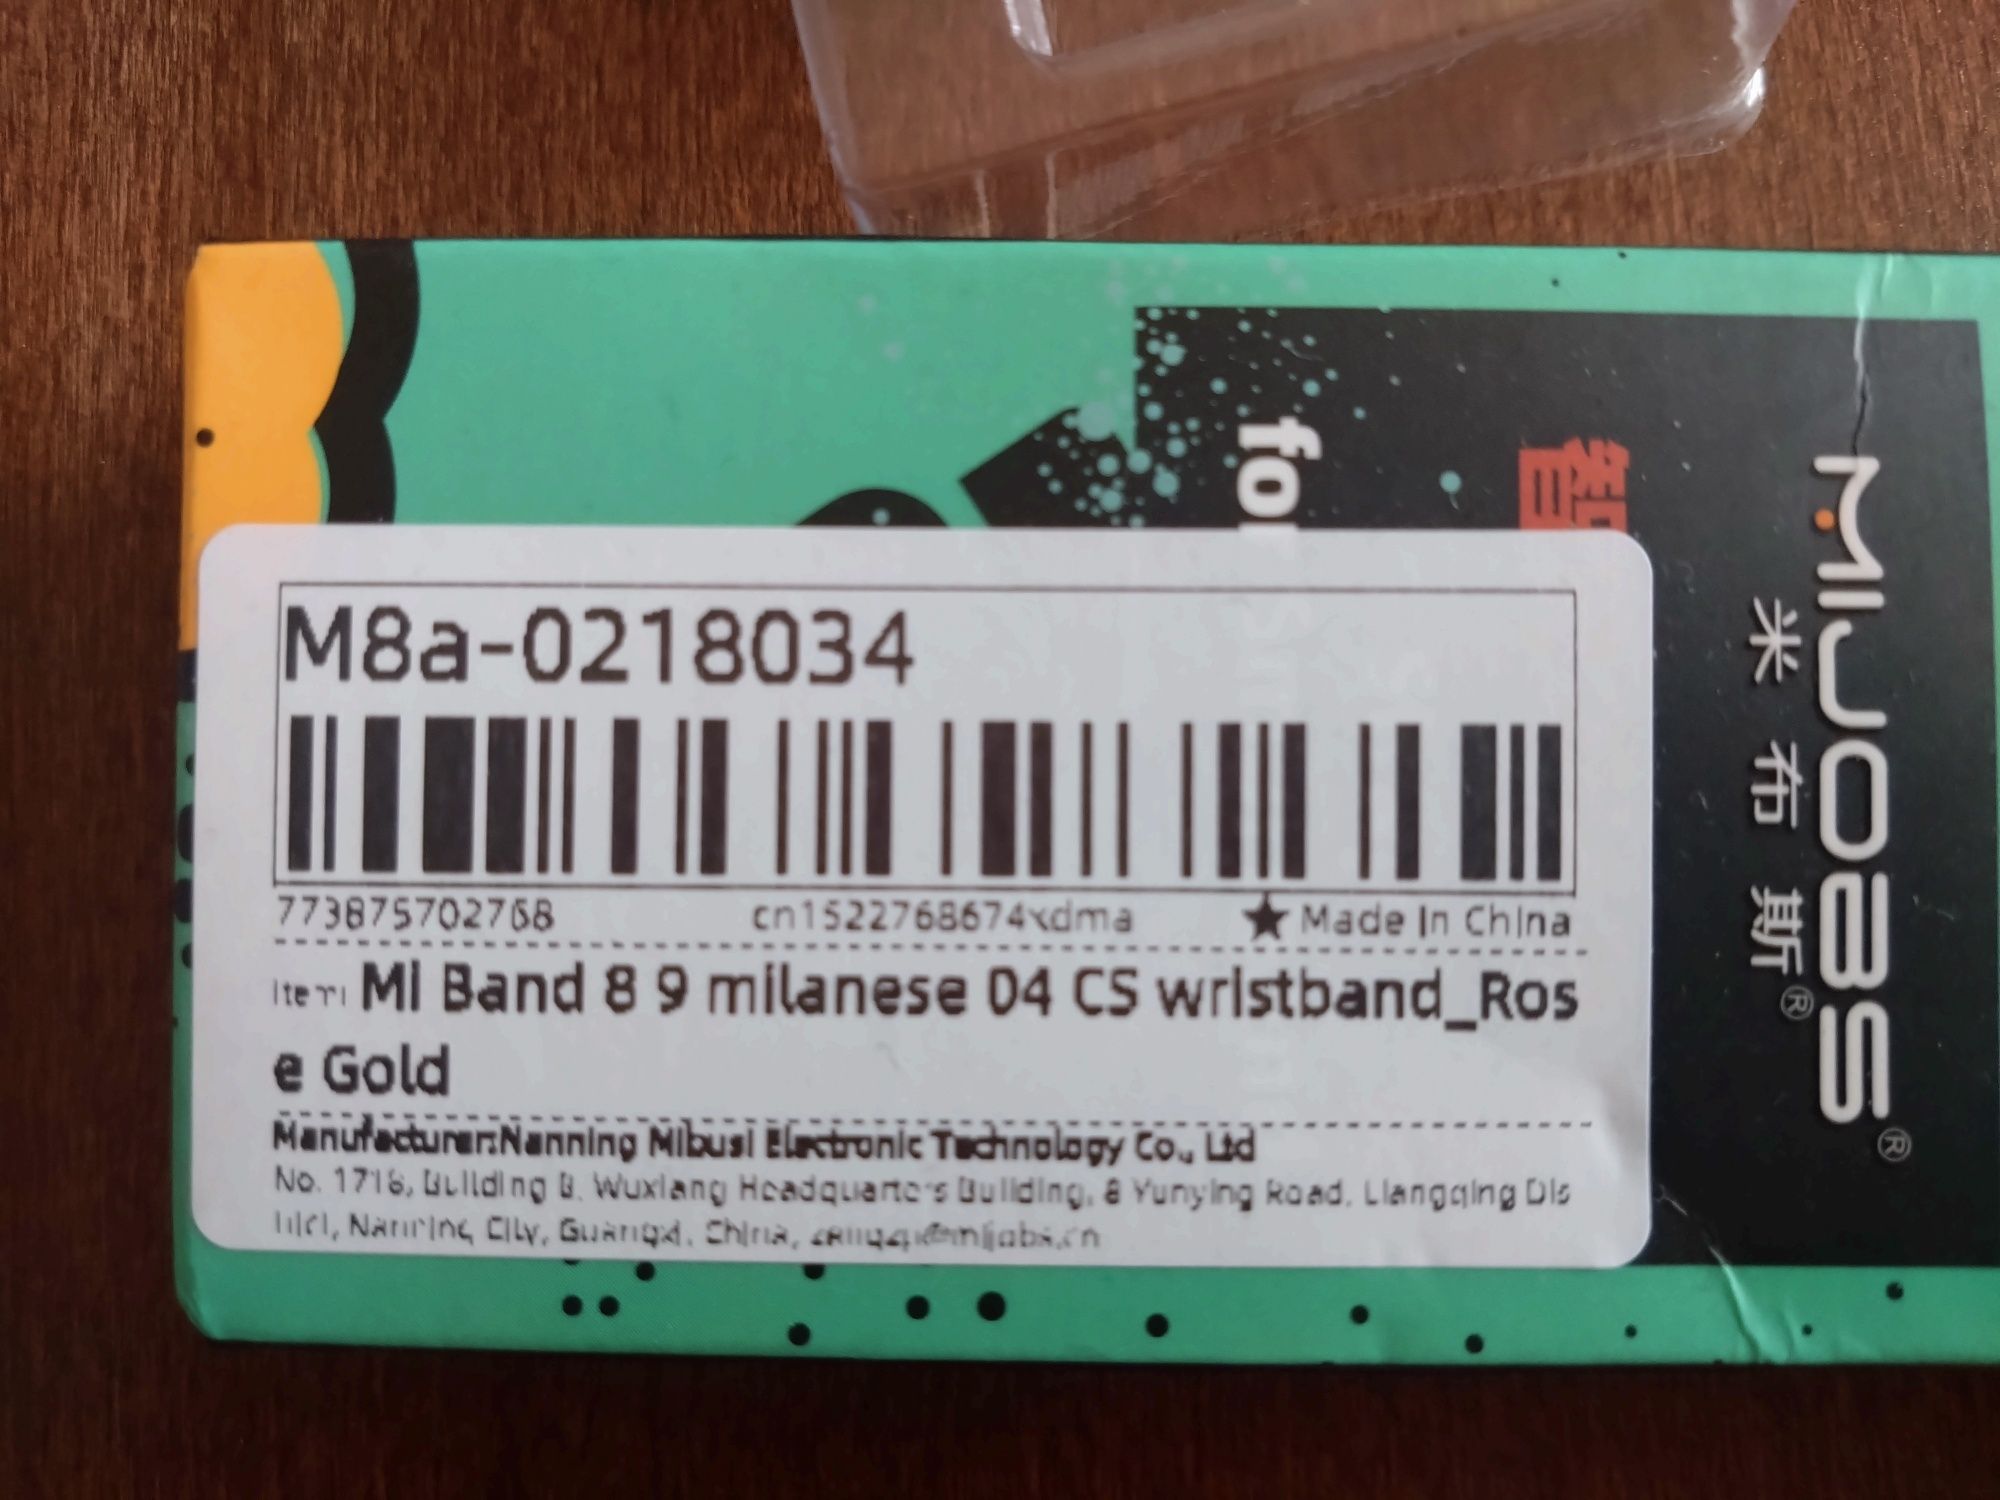 for
MIJOBS®
米布斯®
M8a-0218034
773875702768
cn1522768674xdma
★Made In China
Item: Mi Band 8 9 milanese 04 CS wristband_Ros
e Gold
Manufacturer:Nanning Mibusi Electronic Technology Co., Ltd
No. 1718, Building B, Wuxiang Headquarters Building, 8 Yunying Road, Liangqing Dis
trict, Nanning City, Guangxi, China,